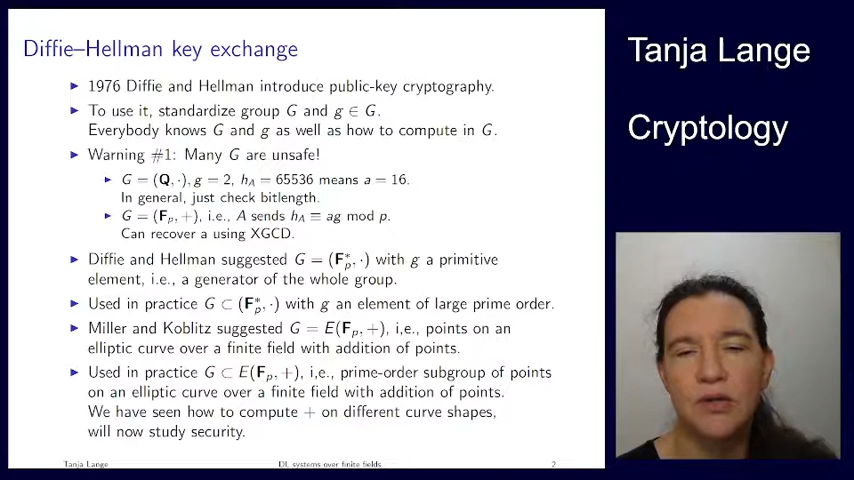 Diffie–Hellman key exchange
▶ 1976 Diffie and Hellman introduce public-key cryptography.
▶ To use it, standardize group G and g ∈ G.
Everybody knows G and g as well as how to compute in G.
▶ Warning #1: Many G are unsafe!
▶ G = (Q, ·), g = 2, h_A = 65536 means a = 16.
In general, just check bitlength.
▶ G = (F_p, +), i.e., A sends h_A ≡ ag mod p.
Can recover a using XGCD.
▶ Diffie and Hellman suggested G = (F*_p, ·) with g a primitive
element, i.e., a generator of the whole group.
▶ Used in practice G ⊂ (F*_p, ·) with g an element of large prime order.
▶ Miller and Koblitz suggested G = E(F_p, +), i,e., points on an
elliptic curve over a finite field with addition of points.
▶ Used in practice G ⊂ E(F_p, +), i,e., prime-order subgroup of points
on an elliptic curve over a finite field with addition of points.
We have seen how to compute + on different curve shapes,
will now study security.
Tanja Lange DL systems over finite fields 2
Tanja Lange
Cryptology